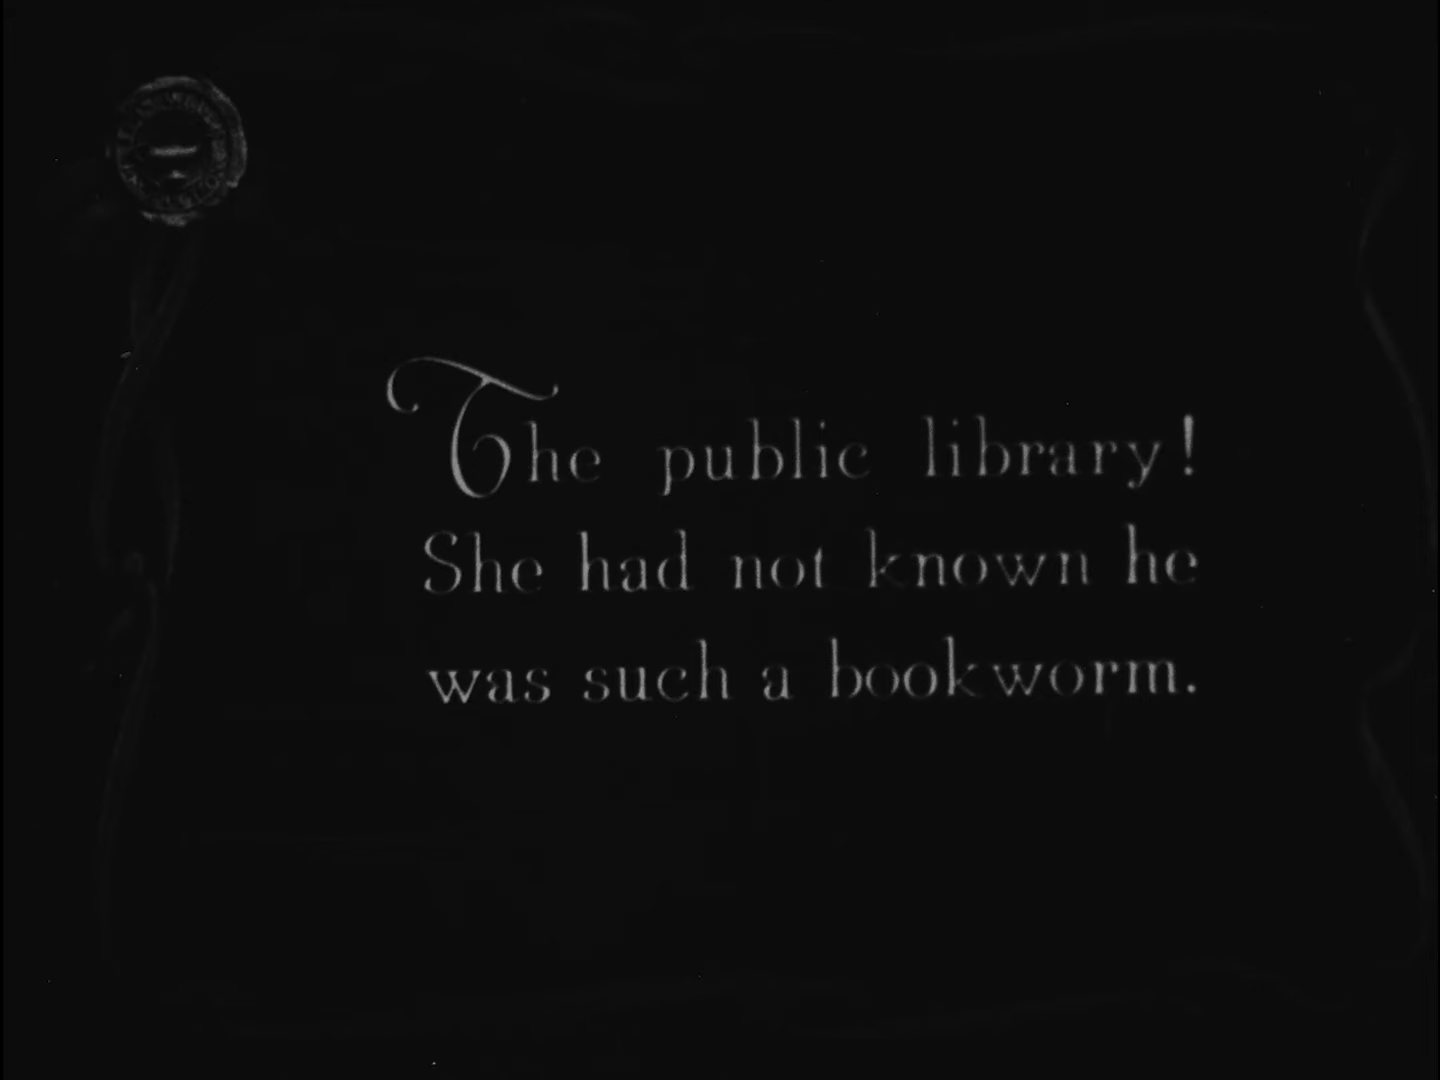 The public library!
She had not known he
was such a bookworm.